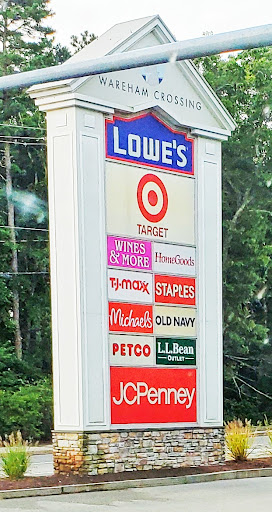 WAREHAM CROSSING
LOWE'S
TARGET
WINES & MORE
HomeGoods
T·J·maxx
STAPLES
Michaels
OLD NAVY
PETCO
L.L.Bean
OUTLET
JCPenney